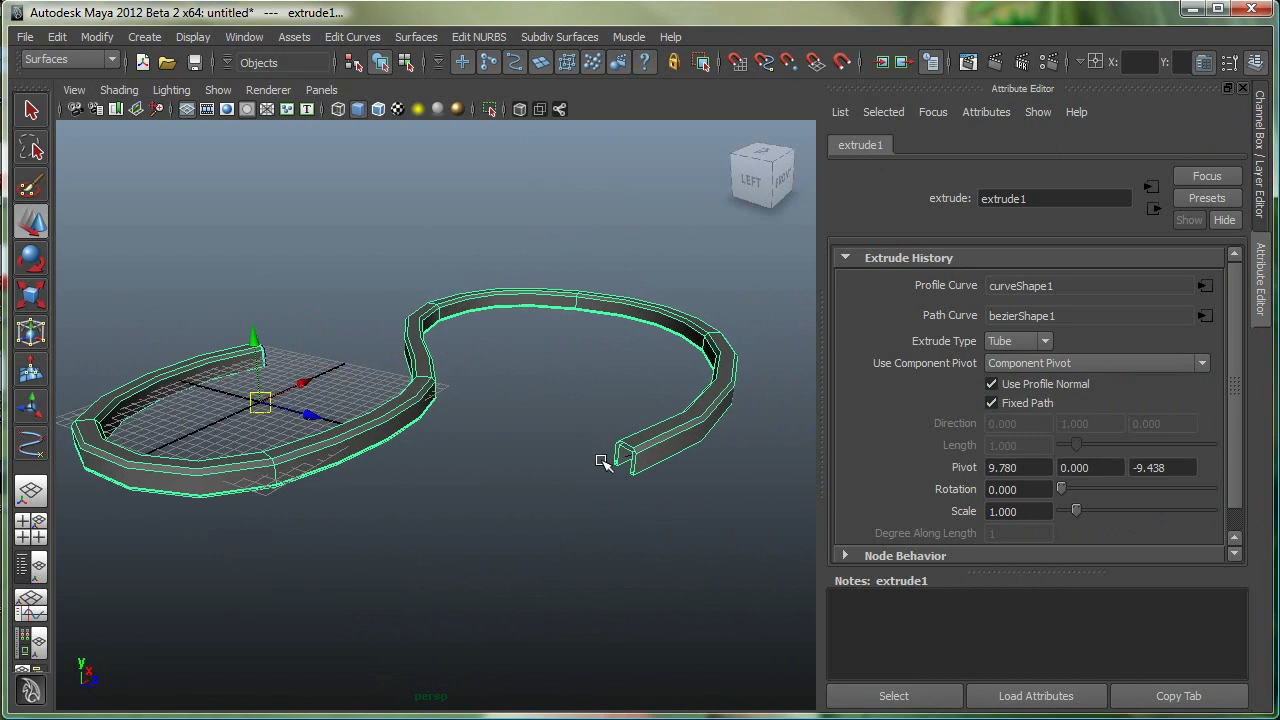 Autodesk Maya 2012 Beta 2 x64: untitled* --- extrude1...
File Edit Modify Create Display Window Assets Edit Curves Surfaces Edit NURBS Subdiv Surfaces Muscle Help
Surfaces Objects X: Y:
View Shading Lighting Show Renderer Panels
LEFT FRONT
persp
y
x
z
Attribute Editor
List Selected Focus Attributes Show Help
extrude1
Focus
extrude: extrude1 Presets
Show Hide
Extrude History
Profile Curve curveShape1
Path Curve bezierShape1
Extrude Type Tube
Use Component Pivot Component Pivot
Use Profile Normal
Fixed Path
Direction 0.000 1.000 0.000
Length 1.000
Pivot 9.780 0.000 -9.438
Rotation 0.000
Scale 1.000
Degree Along Length 1
Node Behavior
Notes: extrude1
Select Load Attributes Copy Tab
Channel Box / Layer Editor
Attribute Editor